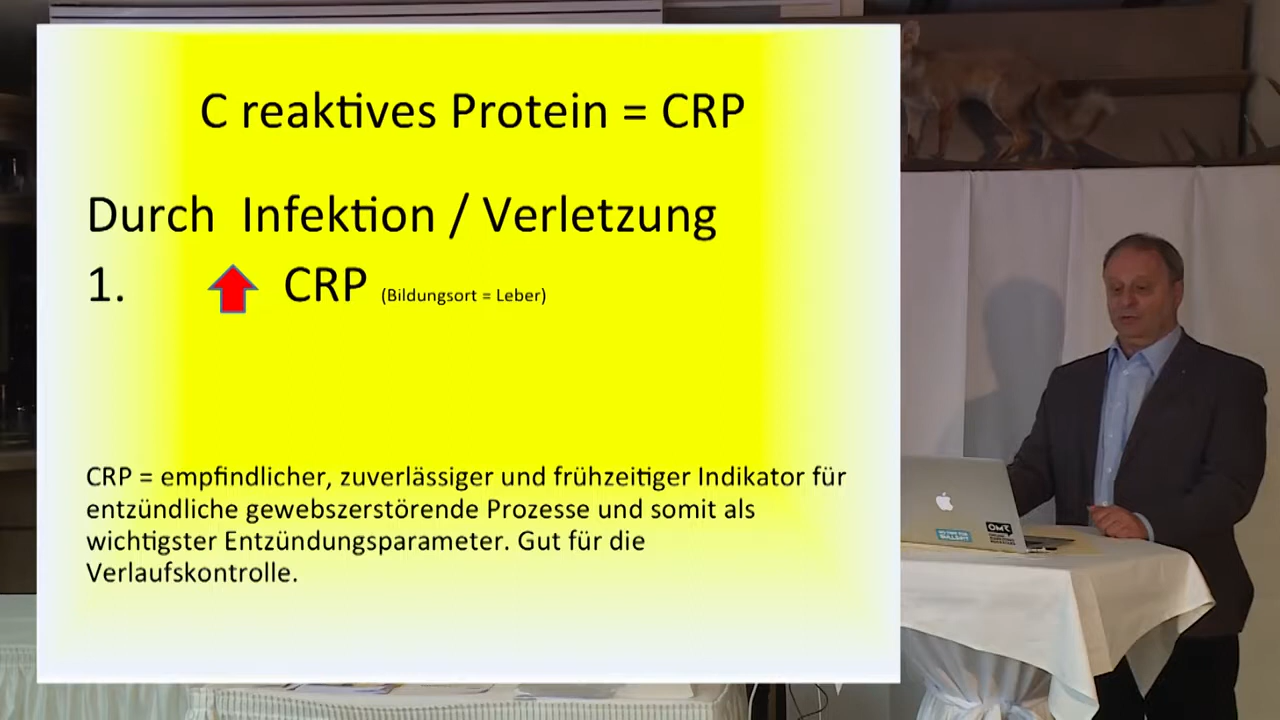 C reaktives Protein = CRP
Durch Infektion / Verletzung
1. CRP (Bildungsort = Leber)
CRP = empfindlicher, zuverlässiger und frühzeitiger Indikator für
entzündliche gewebszerstörende Prozesse und somit als
wichtigster Entzündungsparameter. Gut für die
Verlaufskontrolle.
OMR